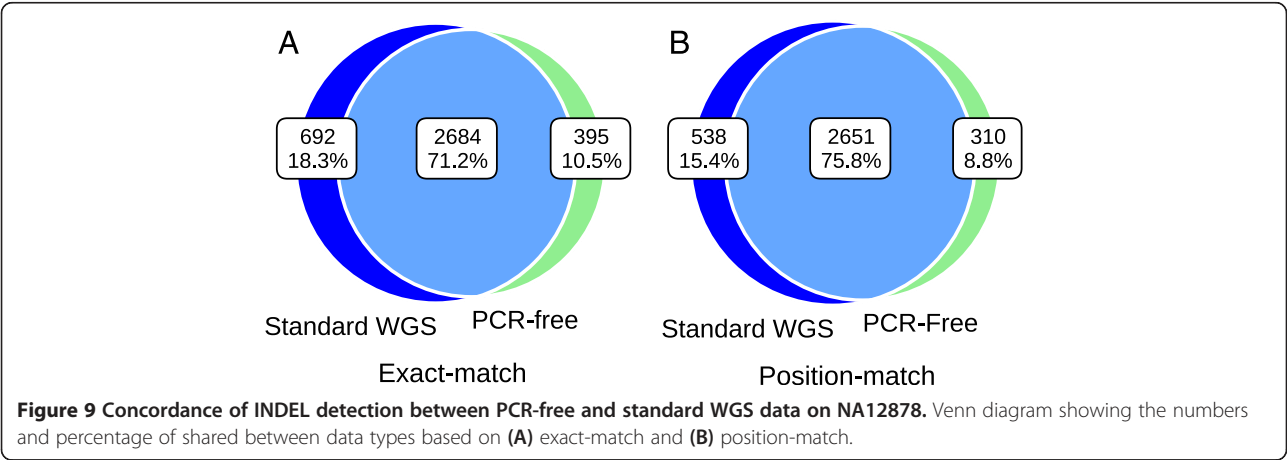 A
692
18.3%
2684
71.2%
395
10.5%
Standard WGS
PCR-free
Exact-match
B
538
15.4%
2651
75.8%
310
8.8%
Standard WGS
PCR-Free
Position-match
Figure 9 Concordance of INDEL detection between PCR-free and standard WGS data on NA12878. Venn diagram showing the numbers
and percentage of shared between data types based on (A) exact-match and (B) position-match.